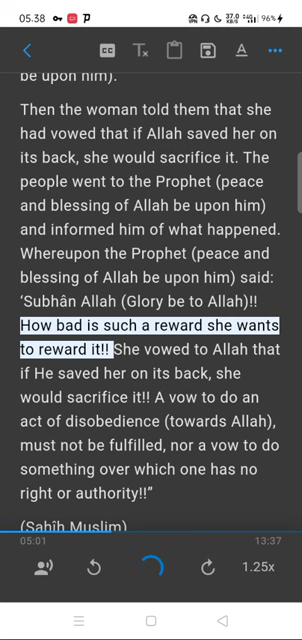 05.38
37.0
KB/S
4G
96%
CC
A
be upon him).
Then the woman told them that she
had vowed that if Allah saved her on
its back, she would sacrifice it. The
people went to the Prophet (peace
and blessing of Allah be upon him)
and informed him of what happened.
Whereupon the Prophet (peace and
blessing of Allah be upon him) said:
‘Subhân Allah (Glory be to Allah)!!
How bad is such a reward she wants
to reward it!! She vowed to Allah that
if He saved her on its back, she
would sacrifice it!! A vow to do an
act of disobedience (towards Allah),
must not be fulfilled, nor a vow to do
something over which one has no
right or authority!!”
(Sahîh Muslim)
05:01 13:37
1.25x